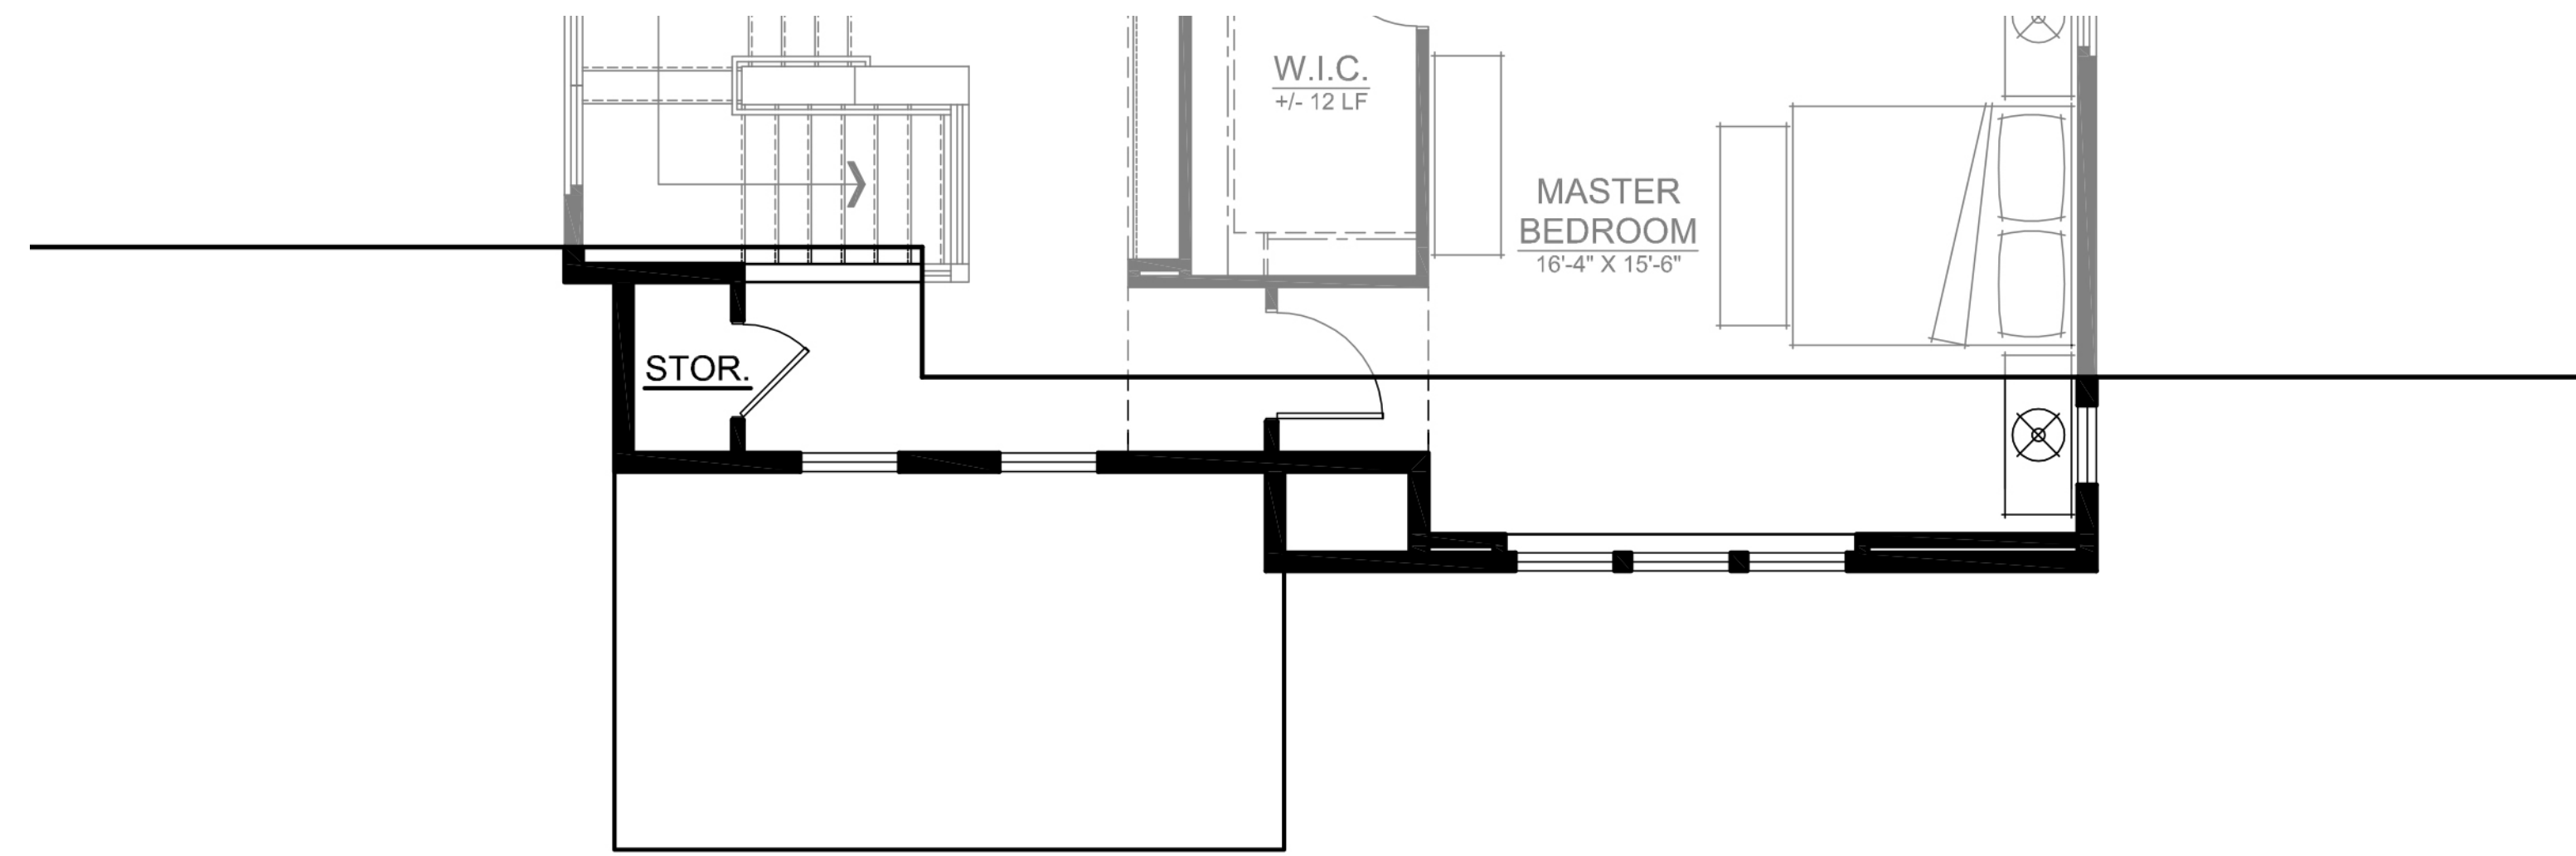 W.I.C.
+/- 12 LF
MASTER
BEDROOM
16'-4" X 15'-6"
STOR.